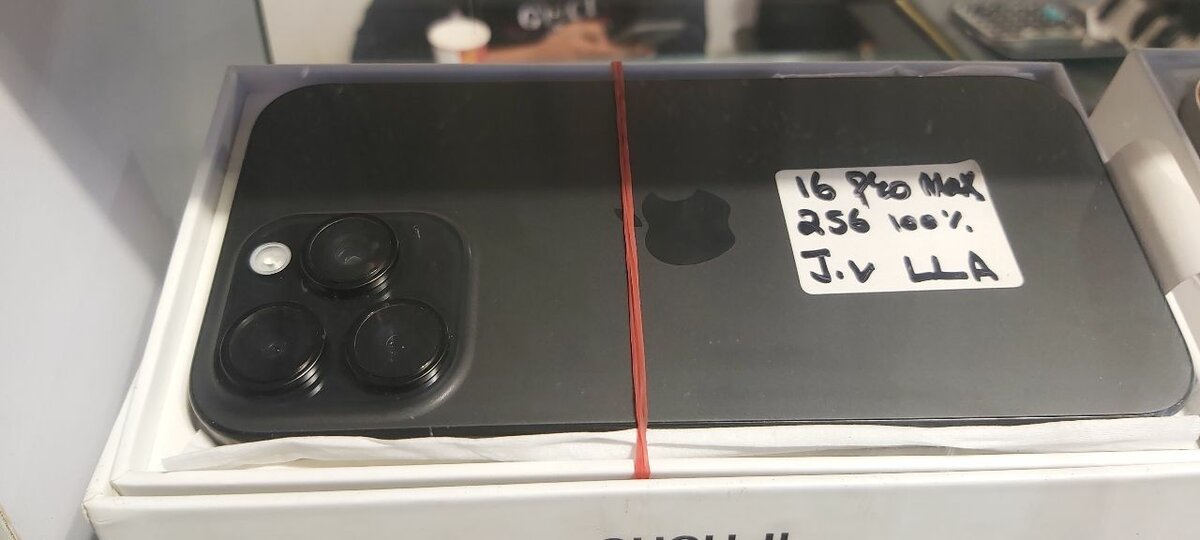 16 Pro Max
256 100%
J.V LLA